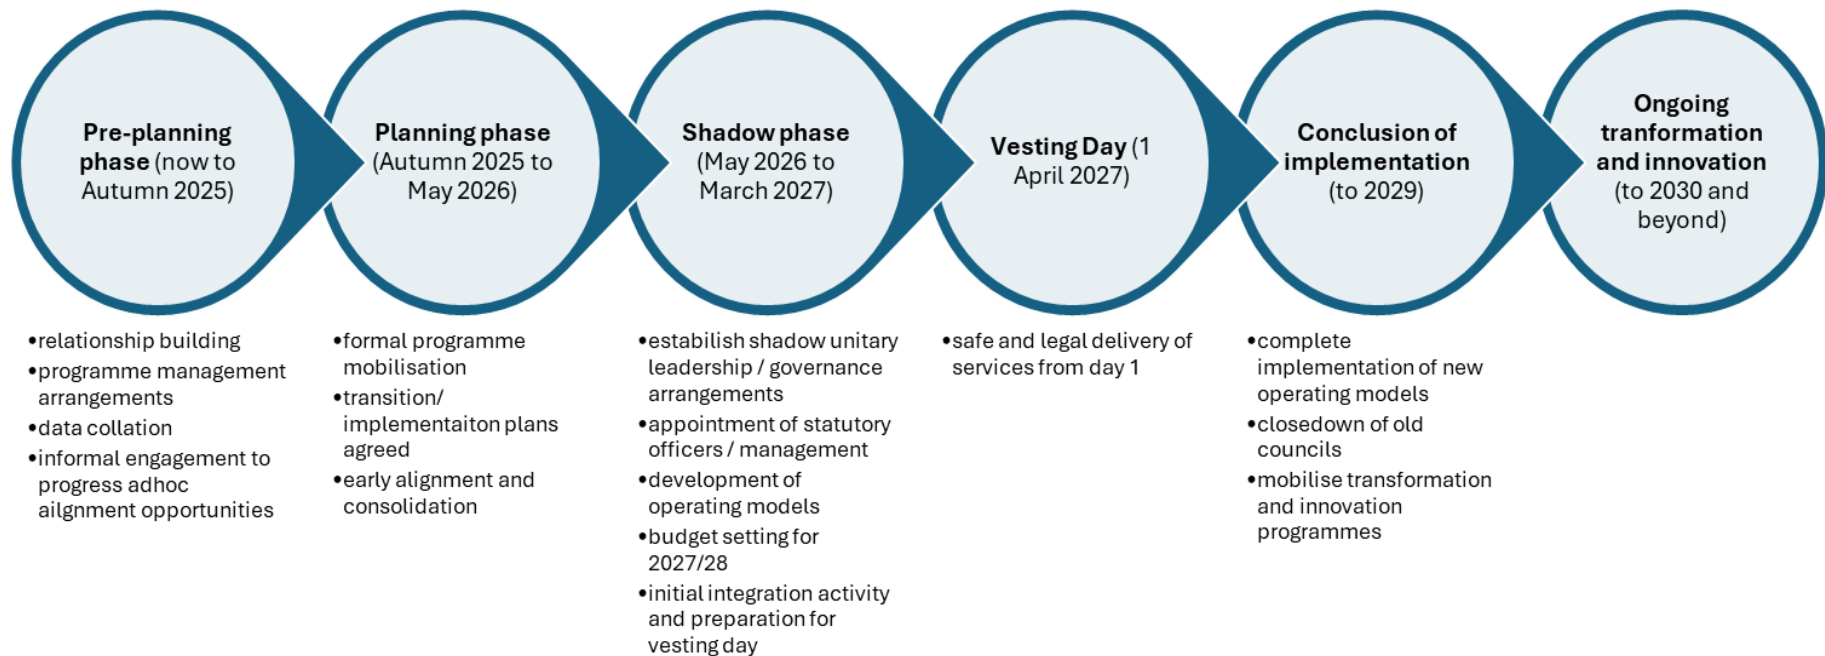 Pre-planning
phase (now to
Autumn 2025)
•relationship building
•programme management
arrangements
•data collation
•informal engagement to
progress adhoc
ailgnment opportunities
Planning phase
(Autumn 2025 to
May 2026)
•formal programme
mobilisation
•transition/
implementaiton plans
agreed
•early alignment and
consolidation
Shadow phase
(May 2026 to
March 2027)
•estabilish shadow unitary
leadership / governance
arrangements
•appointment of statutory
officers / management
•development of
operating models
•budget setting for
2027/28
•initial integration activity
and preparation for
vesting day
Vesting Day (1
April 2027)
•safe and legal delivery of
services from day 1
Conclusion of
implementation
(to 2029)
•complete
implementation of new
operating models
•closedown of old
councils
•mobilise transformation
and innovation
programmes
Ongoing
tranformation
and innovation
(to 2030 and
beyond)